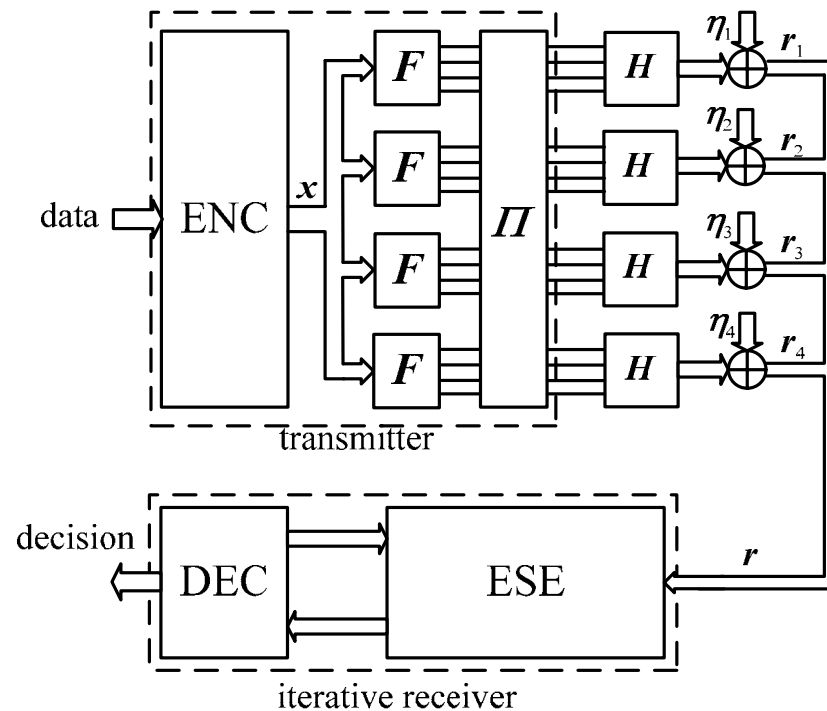 η1 r1
F H
η2 r2
F H
x
data ENC Π
η3 r3
F H
η4 r4
F H
transmitter
decision
DEC ESE r
iterative receiver